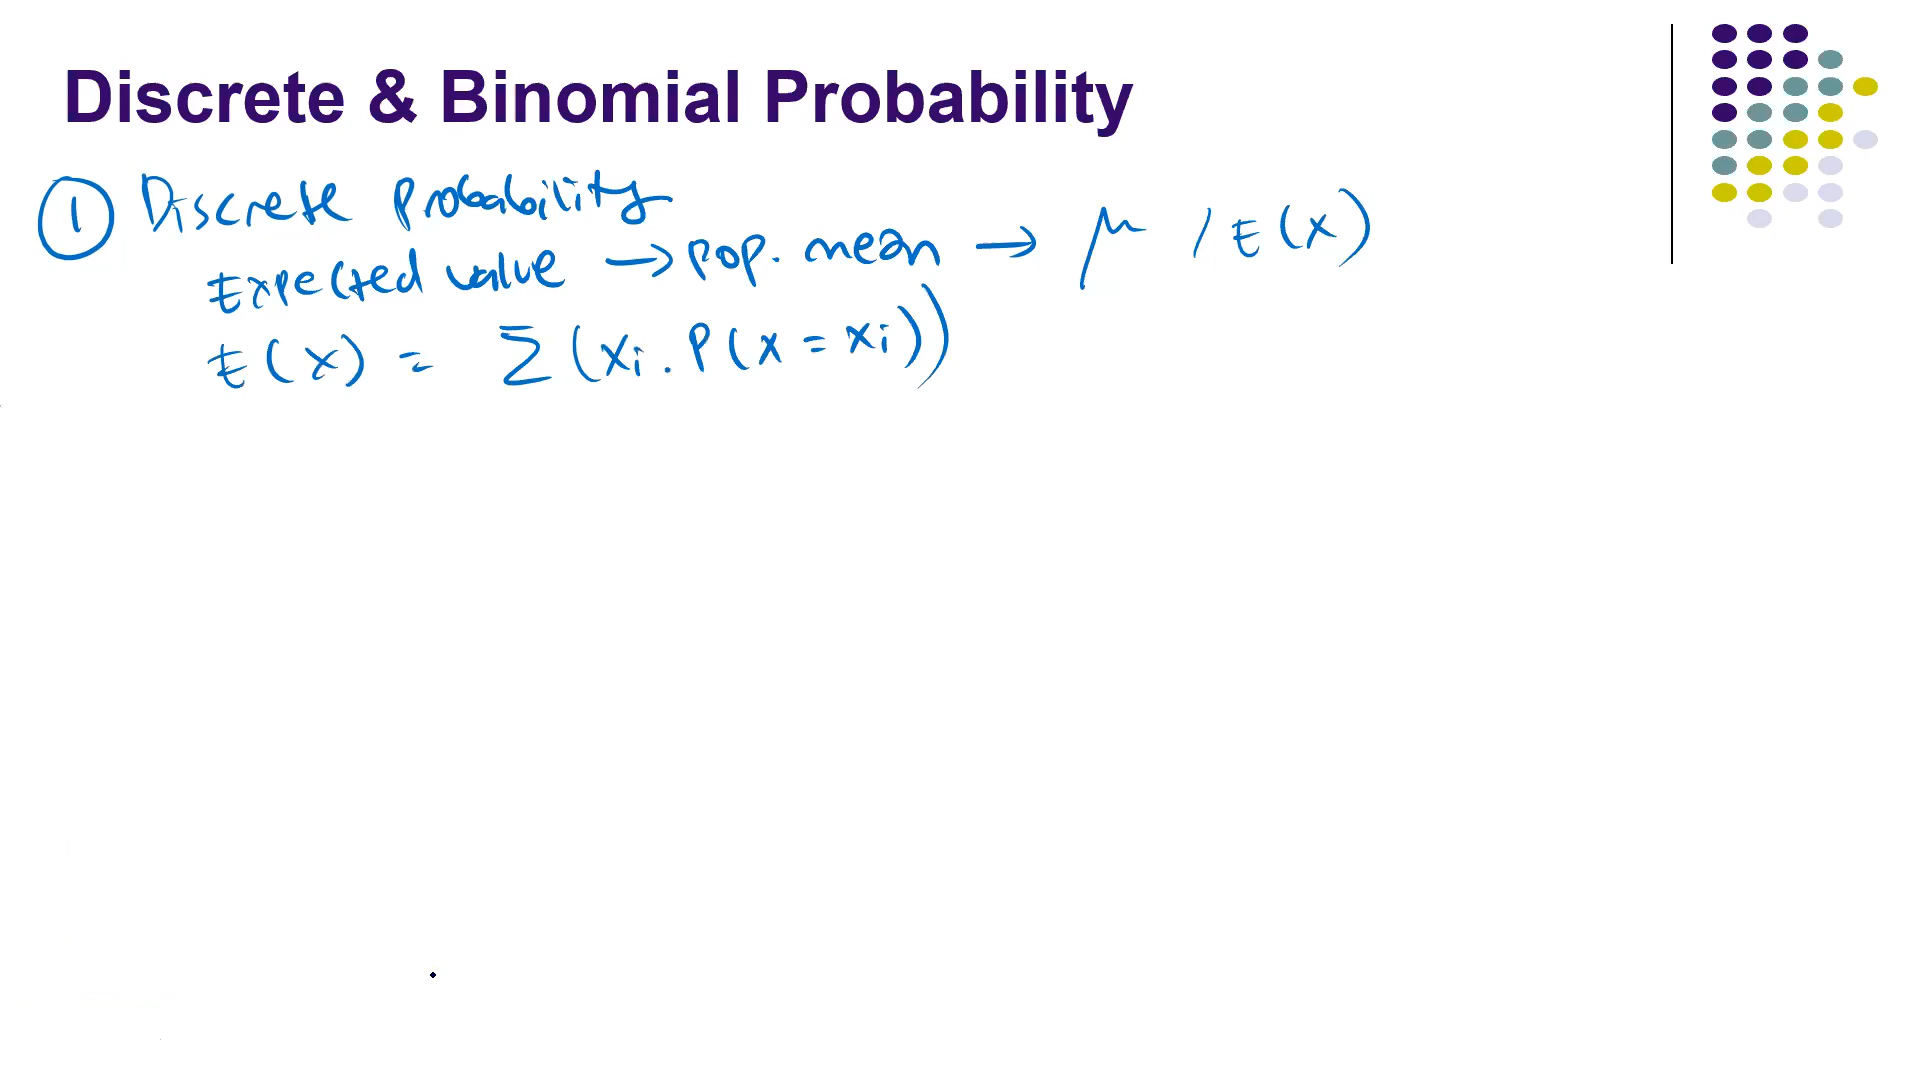 Discrete & Binomial Probability
① Discrete Probability
Expected value → pop. mean → μ / E(x)
E(x) = Σ(xi . P(x = xi))